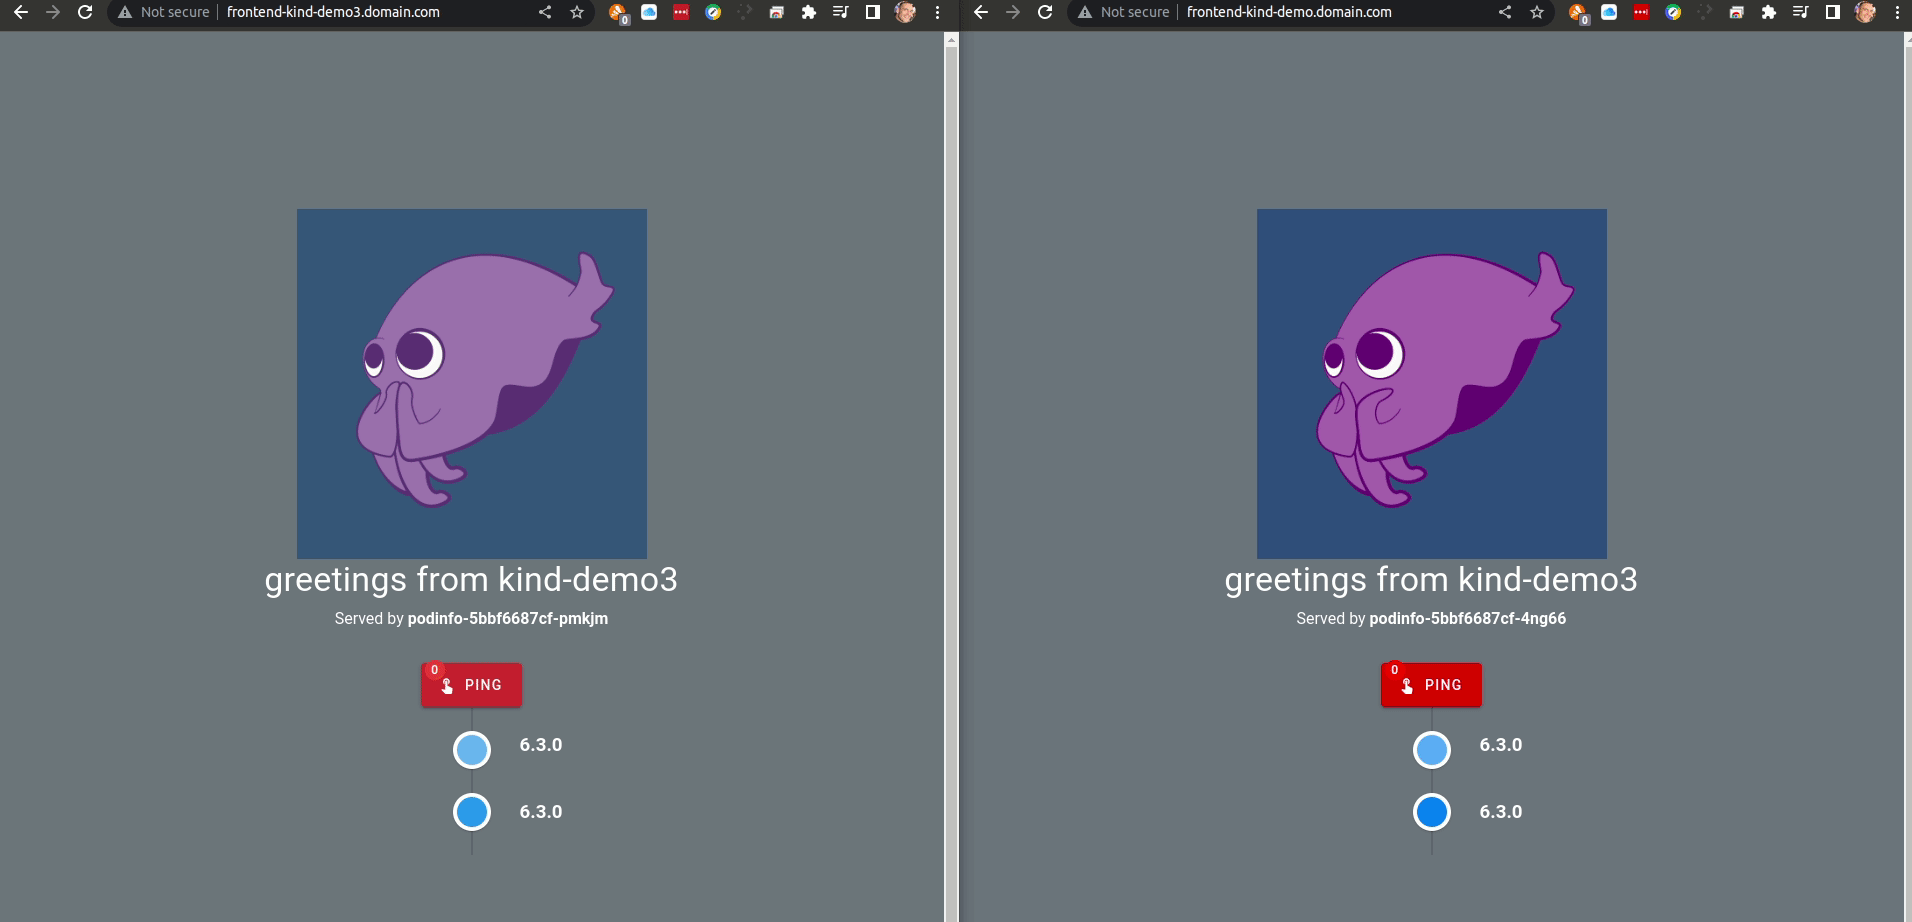 Not secure frontend-kind-demo3.domain.com 0
greetings from kind-demo3
Served by podinfo-5bbf6687cf-pmkjm
0
PING
6.3.0
6.3.0
Not secure frontend-kind-demo.domain.com 0
greetings from kind-demo3
Served by podinfo-5bbf6687cf-4ng66
0
PING
6.3.0
6.3.0